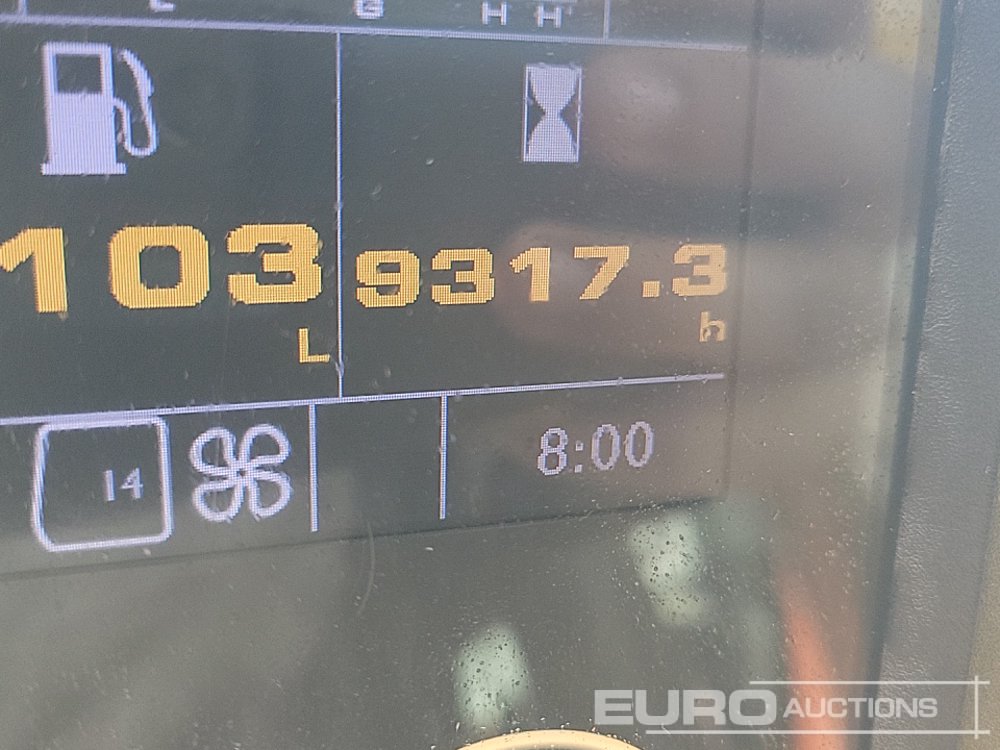 103 9317.3
L h
14 8:00
EURO AUCTIONS